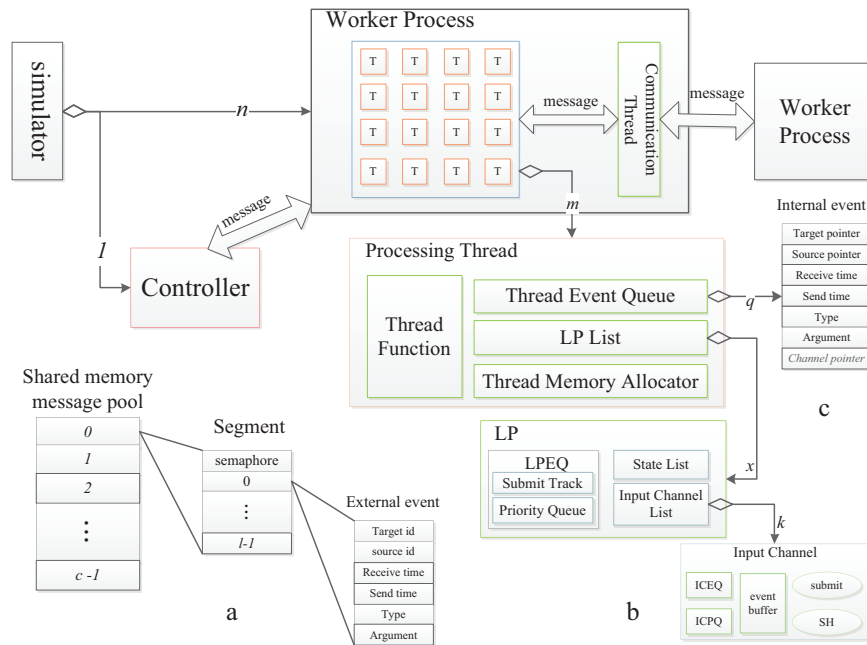 Worker Process
simulator
T T T T
T T T T
T T T T
T T T T
Communication
Thread
message
message
Worker
Process
n
m
message
1
Controller
Processing Thread
Thread
Function
Thread Event Queue
LP List
Thread Memory Allocator
q
x
Internal event
Target pointer
Source pointer
Receive time
Send time
Type
Argument
Channel pointer
c
Shared memory
message pool
0
1
2
⋮
c -1
Segment
semaphore
0
⋮
l-1
External event
Target id
source id
Receive time
Send time
Type
Argument
a
LP
LPEQ
Submit Track
Priority Queue
State List
Input Channel
List
k
b
Input Channel
ICEQ
ICPQ
event
buffer
submit
SH